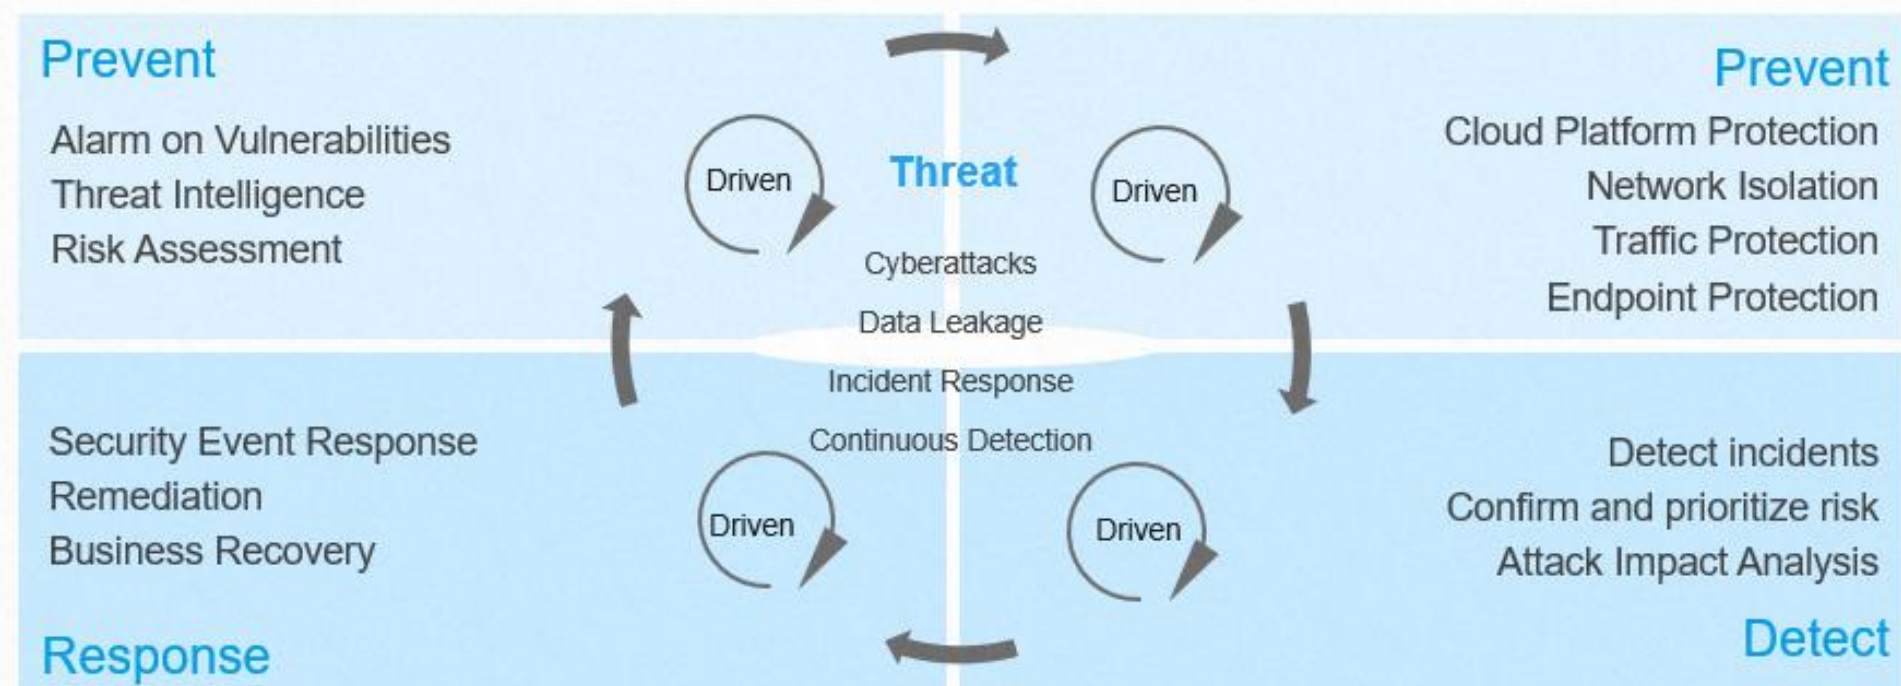 Prevent
Alarm on Vulnerabilities
Threat Intelligence
Risk Assessment
Driven
Threat
Cyberattacks
Data Leakage
Incident Response
Continuous Detection
Driven
Prevent
Cloud Platform Protection
Network Isolation
Traffic Protection
Endpoint Protection
Security Event Response
Remediation
Business Recovery
Response
Driven
Driven
Detect incidents
Confirm and prioritize risk
Attack Impact Analysis
Detect